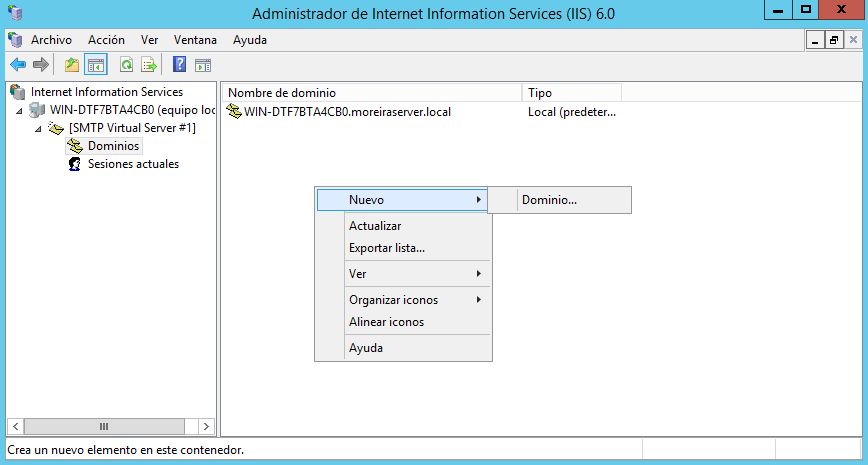 Administrador de Internet Information Services (IIS) 6.0
Archivo Acción Ver Ventana Ayuda
Internet Information Services
WIN-DTF7BTA4CB0 (equipo loc
[SMTP Virtual Server #1]
Dominios
Sesiones actuales
Nombre de dominio Tipo
WIN-DTF7BTA4CB0.moreiraserver.local Local (predeter...
Nuevo Dominio...
Actualizar
Exportar lista...
Ver
Organizar iconos
Alinear iconos
Ayuda
Crea un nuevo elemento en este contenedor.